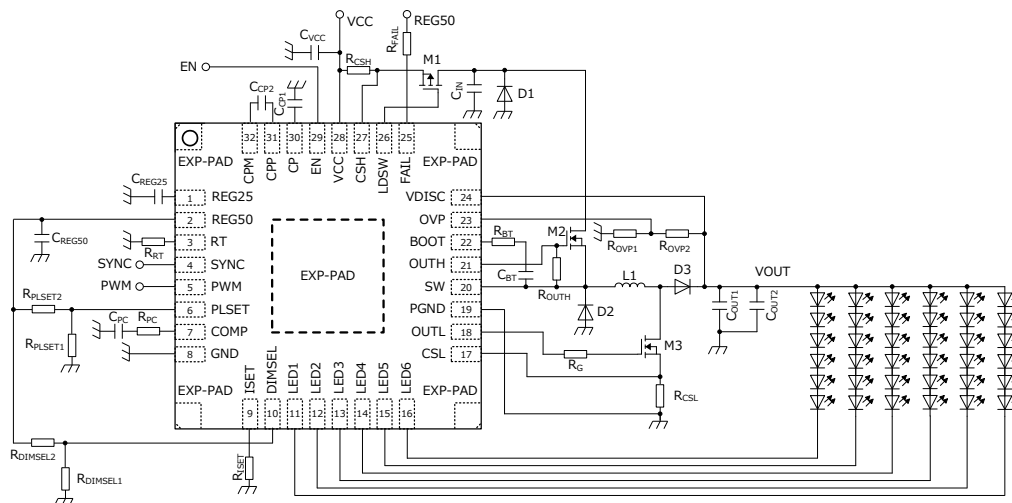 VCC
REG50
CVCC
RFAIL
RCSH
M1
EN
CCP2
CCP1
CIN
D1
32
31
30
29
28
27
26
25
EXP-PAD
CPM
CPP
CP
EN
VCC
CSH
LDSW
FAIL
EXP-PAD
CREG25
1
REG25
VDISC
24
2
REG50
OVP
23
CREG50
3
RT
BOOT
22
RBT
M2
ROVP1
ROVP2
RRT
SYNC
4
SYNC
EXP-PAD
OUTH
21
CBT
L1
D3
VOUT
PWM
5
PWM
SW
20
ROUTH
RPLSET2
6
PLSET
PGND
19
D2
COUT1
COUT2
CPC
RPC
7
COMP
OUTL
18
M3
RPLSET1
8
GND
CSL
17
RG
EXP-PAD
ISET
DIMSEL
LED1
LED2
LED3
LED4
LED5
LED6
EXP-PAD
RCSL
9
10
11
12
13
14
15
16
RDIMSEL2
RDIMSEL1
RISET